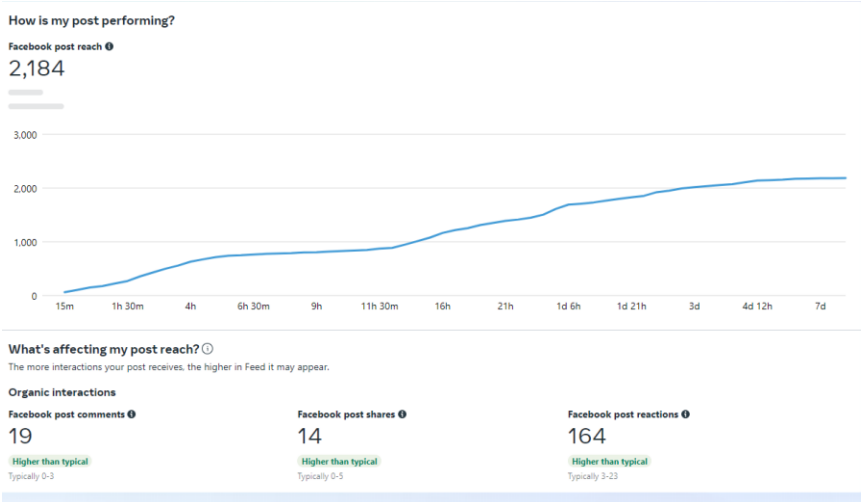 How is my post performing?
Facebook post reach
2,184
3,000
2,000
1,000
0
15m 1h 30m 4h 6h 30m 9h 11h 30m 16h 21h 1d 6h 1d 21h 3d 4d 12h 7d
What's affecting my post reach?
The more interactions your post receives, the higher in Feed it may appear.
Organic interactions
Facebook post comments Facebook post shares Facebook post reactions
19 14 164
Higher than typical Higher than typical Higher than typical
Typically 0-3 Typically 0-5 Typically 3-23